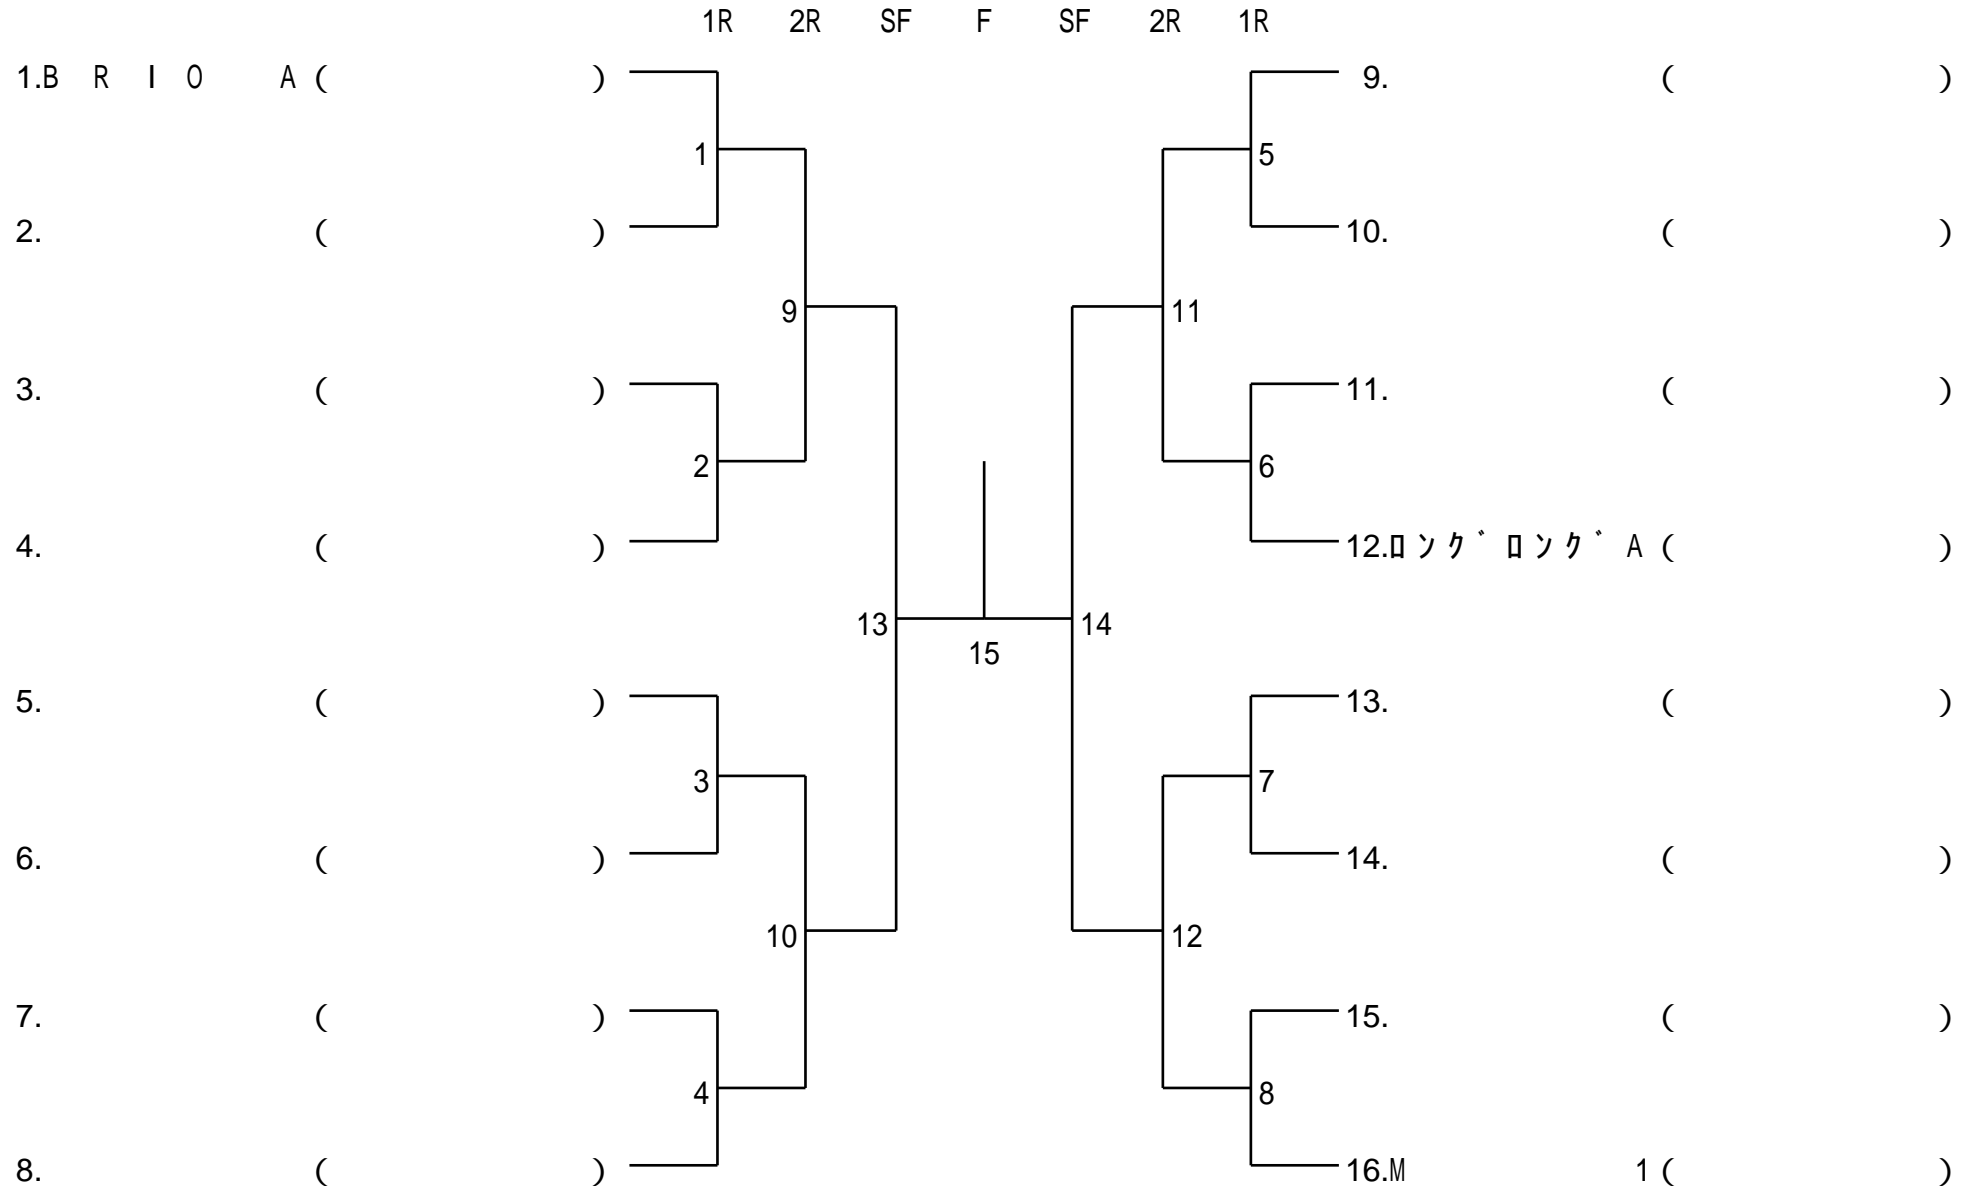 1R 2R SF F SF 2R 1R
1.B R I O A ( ) 9. ( )
1 5
2. ( ) 10. ( )
9 11
3. ( ) 11. ( )
2 6
4. ( ) 12.ﾛﾝｸﾞﾛﾝｸﾞA ( )
13 14
15
5. ( ) 13. ( )
3 7
6. ( ) 14. ( )
10 12
7. ( ) 15. ( )
4 8
8. ( ) 16.M 1 ( )